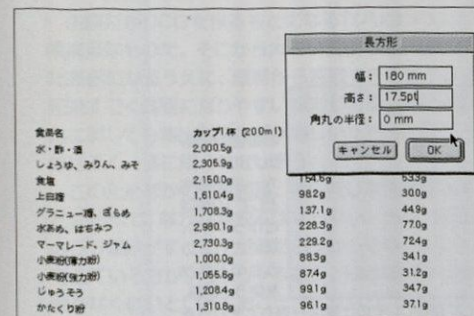 長方形
幅： 180 mm
高さ： 17.5pt
角丸の半径： 0 mm
キャンセル OK
食品名 カップ1杯 (200ml)
水・酢・酒 2,000.5g
しょうゆ、みりん、みそ 2,305.9g
食塩 2,150.0g 154.6g 53.3g
上白糖 1,610.4g 98.2g 30.0g
グラニュー糖、ざらめ 1,708.3g 137.1g 44.9g
水あめ、はちみつ 2,980.1g 228.3g 77.0g
マーマレード、ジャム 2,730.3g 229.2g 72.4g
小麦粉(薄力粉) 1,000.0g 88.3g 34.1g
小麦粉(強力粉) 1,055.6g 87.4g 31.2g
じゅうそう 1,208.4g 99.1g 34.7g
かたくり粉 1,310.8g 96.1g 37.1g